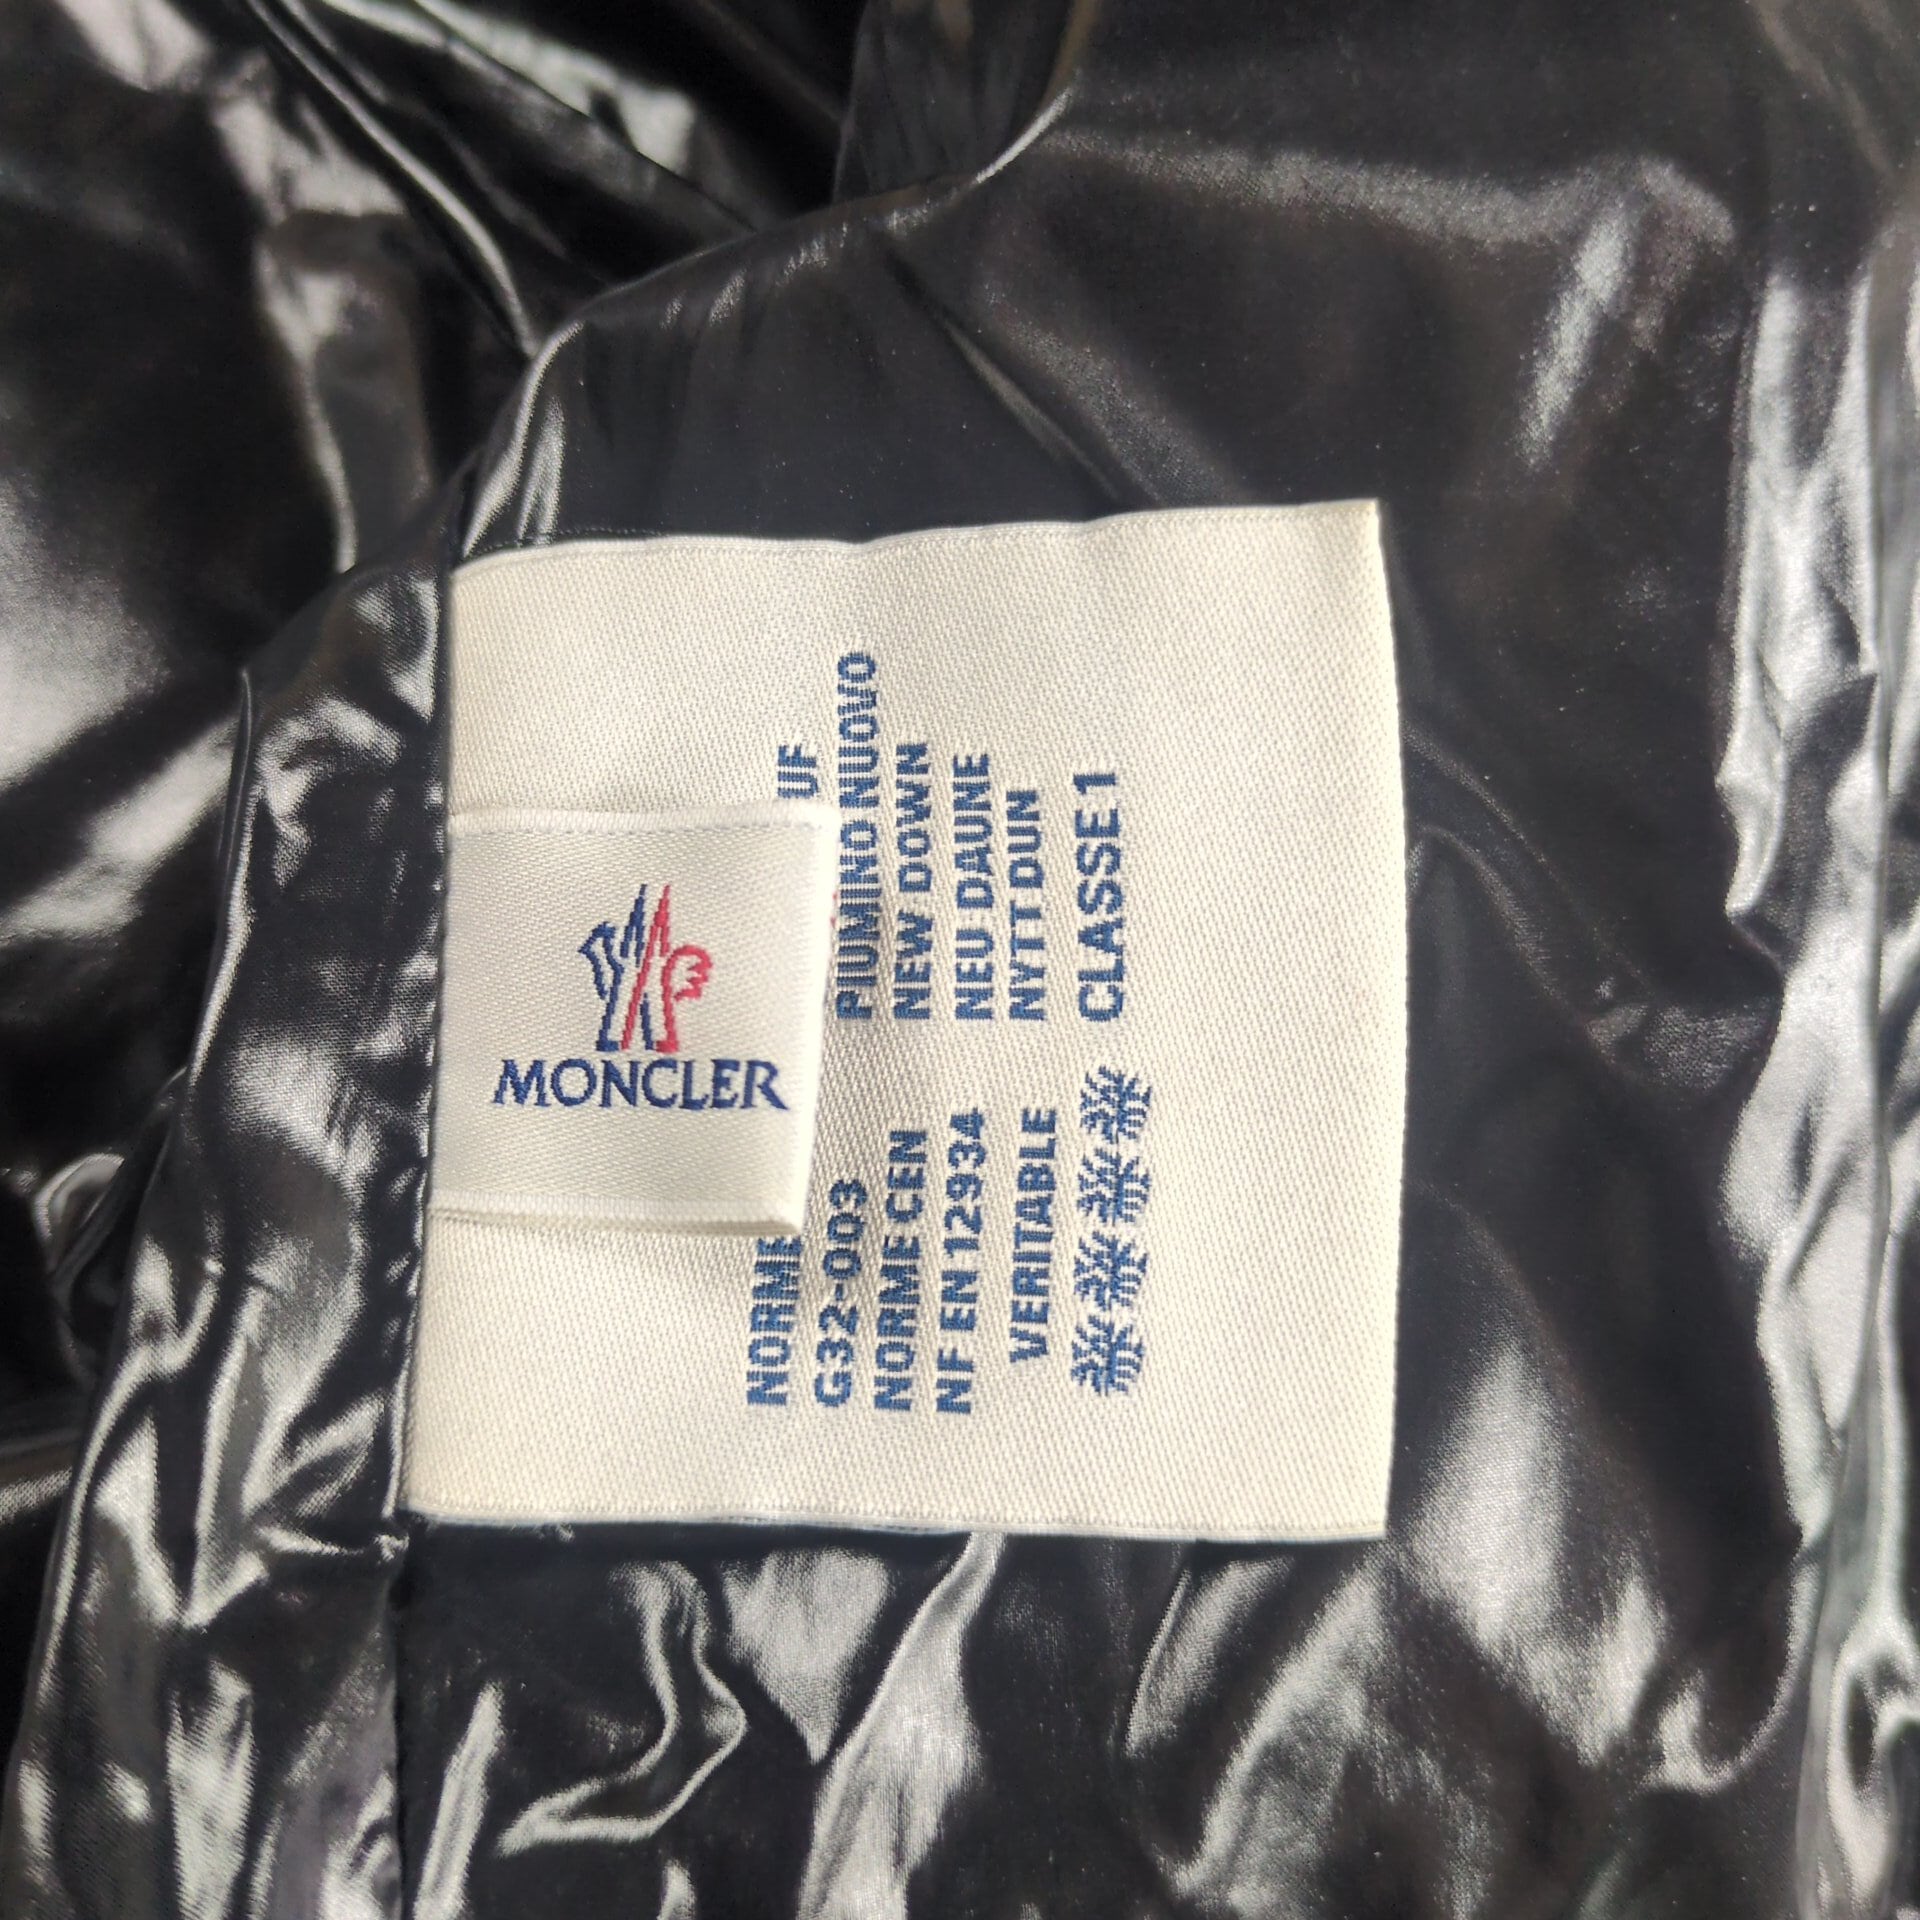 MONCLER
NORME UF
G32-003 PIUMINO NUOVO
NORME CEN NEW DOWN
NF EN 12934 NEU DAUNE
VERITABLE NYTT DUN
CLASSE 1